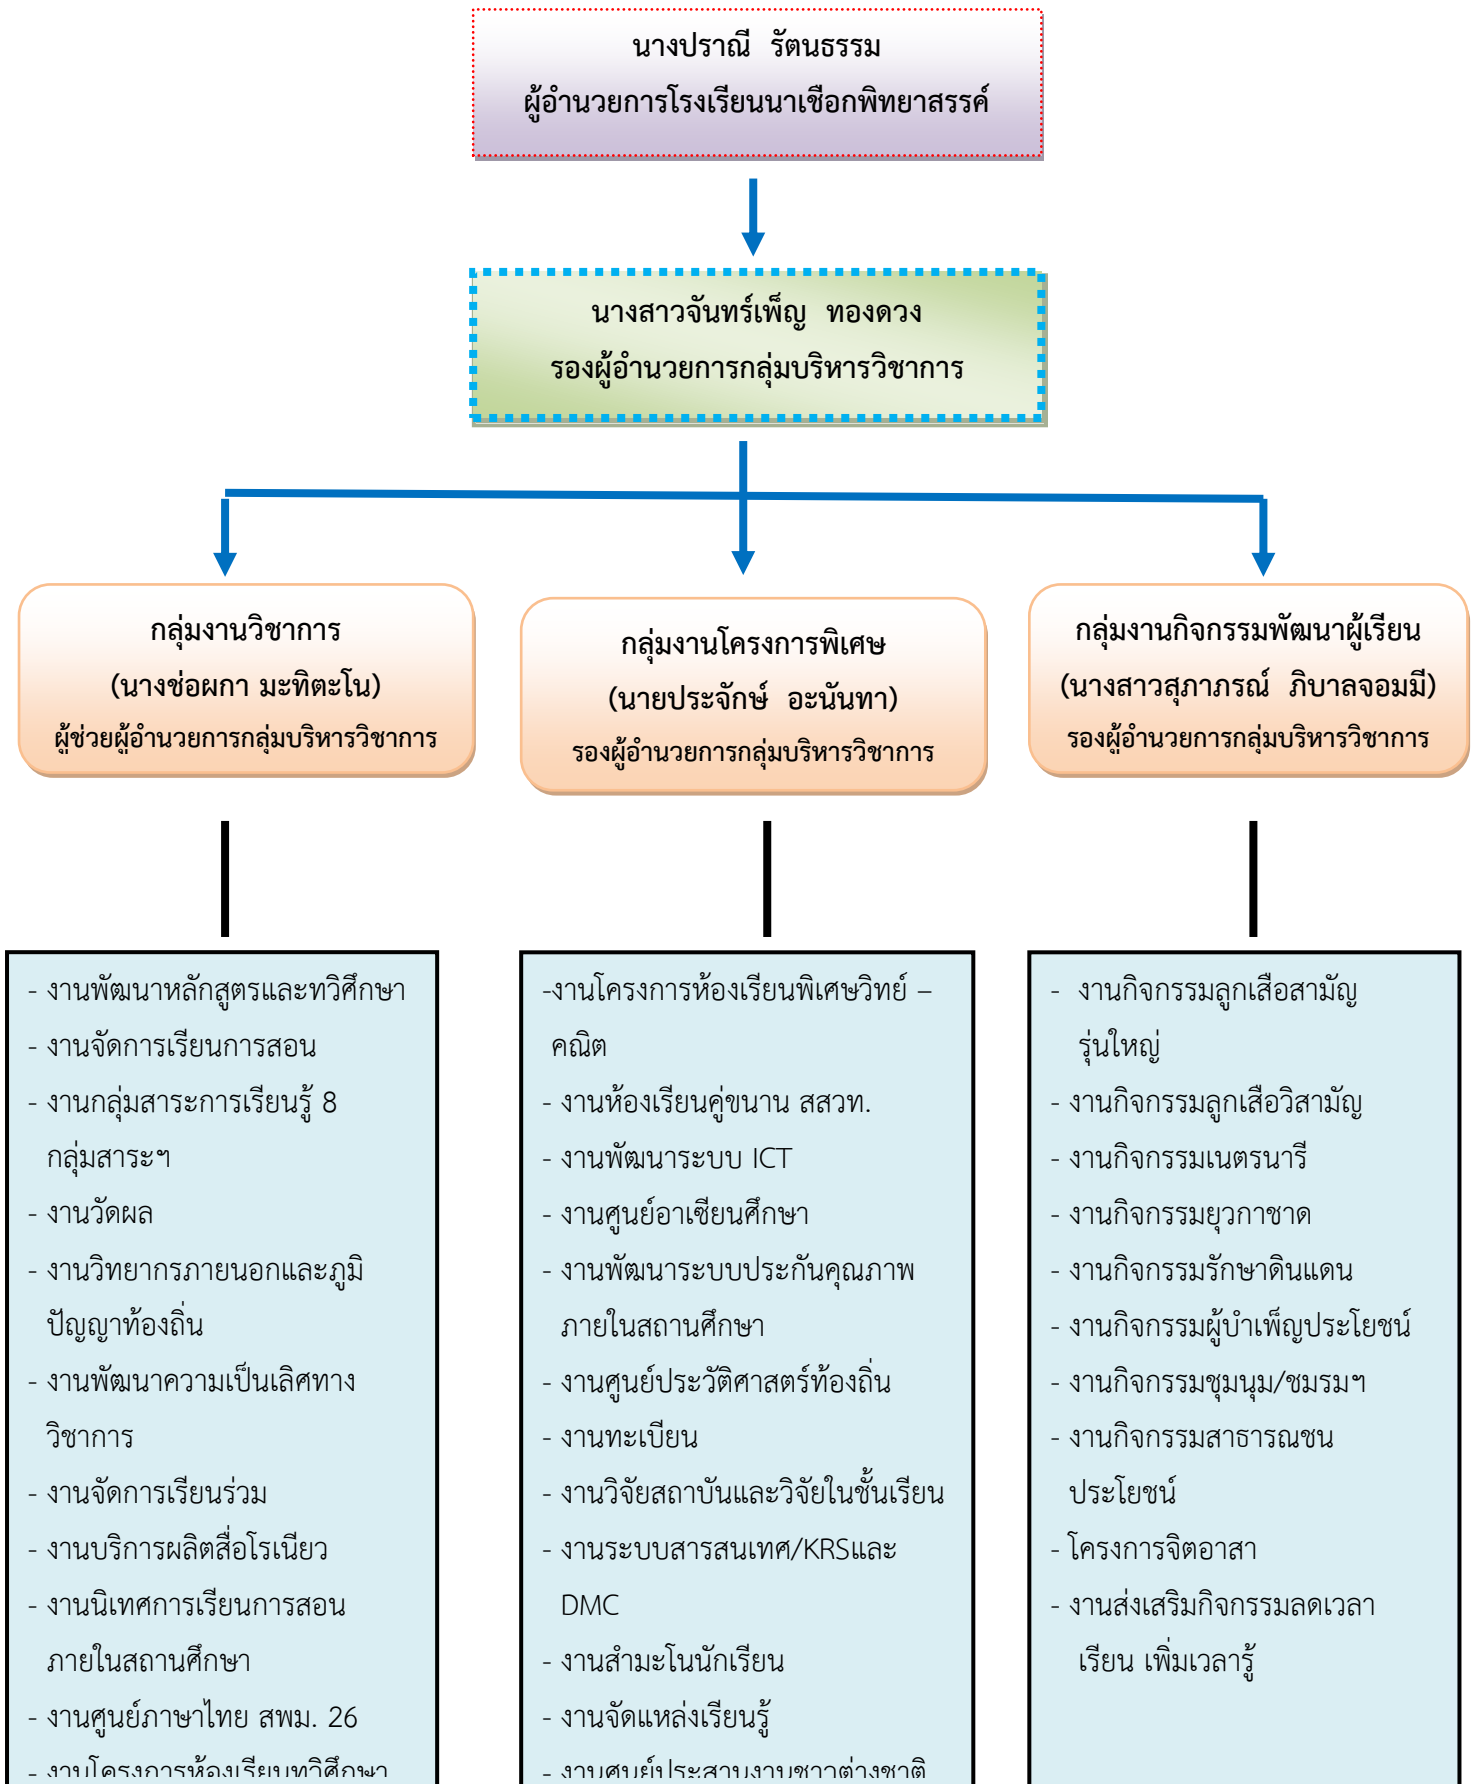 นางปราณี รัตนธรรม
ผู้อำนวยการโรงเรียนนาเชือกพิทยาสรรค์
นางสาวจันทร์เพ็ญ ทองดวง
รองผู้อำนวยการกลุ่มบริหารวิชาการ
กลุ่มงานวิชาการ
(นางช่อผกา มะทิตะโน)
ผู้ช่วยผู้อำนวยการกลุ่มบริหารวิชาการ
กลุ่มงานโครงการพิเศษ
(นายประจักษ์ อะนันทา)
รองผู้อำนวยการกลุ่มบริหารวิชาการ
กลุ่มงานกิจกรรมพัฒนาผู้เรียน
(นางสาวสุภาภรณ์ ภิบาลจอมมี)
รองผู้อำนวยการกลุ่มบริหารวิชาการ
- งานพัฒนาหลักสูตรและทวิศึกษา
- งานจัดการเรียนการสอน
- งานกลุ่มสาระการเรียนรู้ 8
กลุ่มสาระฯ
- งานวัดผล
- งานวิทยากรภายนอกและภูมิ
ปัญญาท้องถิ่น
- งานพัฒนาความเป็นเลิศทาง
วิชาการ
- งานจัดการเรียนร่วม
- งานบริการผลิตสื่อโรเนียว
- งานนิเทศการเรียนการสอน
ภายในสถานศึกษา
- งานศูนย์ภาษาไทย สพม. 26
- งานโครงการห้องเรียนทวิศึกษา
-งานโครงการห้องเรียนพิเศษวิทย์ –
คณิต
- งานห้องเรียนคู่ขนาน สสวท.
- งานพัฒนาระบบ ICT
- งานศูนย์อาเซียนศึกษา
- งานพัฒนาระบบประกันคุณภาพ
ภายในสถานศึกษา
- งานศูนย์ประวัติศาสตร์ท้องถิ่น
- งานทะเบียน
- งานวิจัยสถาบันและวิจัยในชั้นเรียน
- งานระบบสารสนเทศ/KRSและ
DMC
- งานสำมะโนนักเรียน
- งานจัดแหล่งเรียนรู้
- งานศูนย์ประสานงานชาวต่างชาติ
- งานกิจกรรมลูกเสือสามัญ
รุ่นใหญ่
- งานกิจกรรมลูกเสือวิสามัญ
- งานกิจกรรมเนตรนารี
- งานกิจกรรมยุวกาชาด
- งานกิจกรรมรักษาดินแดน
- งานกิจกรรมผู้บำเพ็ญประโยชน์
- งานกิจกรรมชุมนุม/ชมรมฯ
- งานกิจกรรมสาธารณชน
ประโยชน์
- โครงการจิตอาสา
- งานส่งเสริมกิจกรรมลดเวลา
เรียน เพิ่มเวลารู้